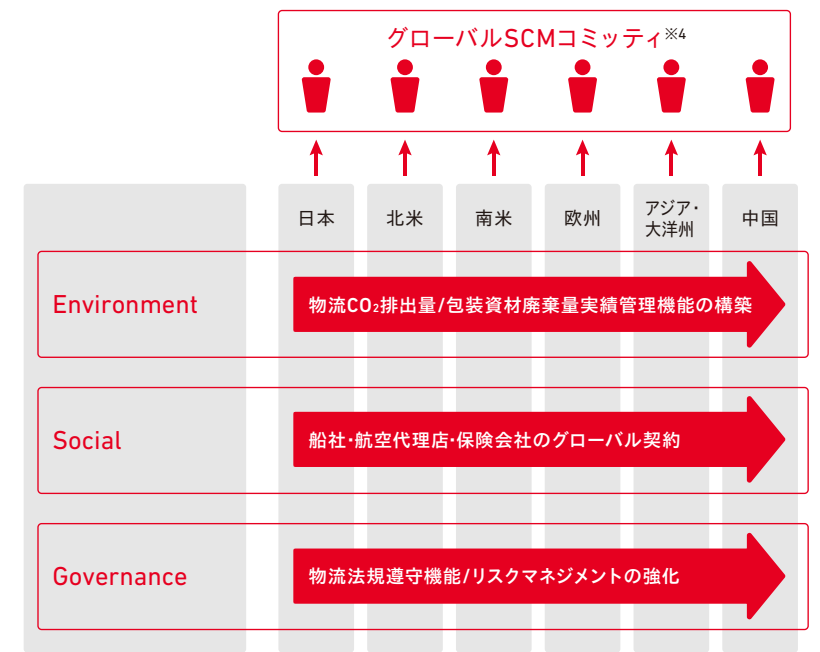 グローバルSCMコミッティ※4
日本
北米
南米
欧州
アジア・
大洋州
中国
Environment
物流CO₂排出量/包装資材廃棄量実績管理機能の構築
Social
船社・航空代理店・保険会社のグローバル契約
Governance
物流法規遵守機能/リスクマネジメントの強化